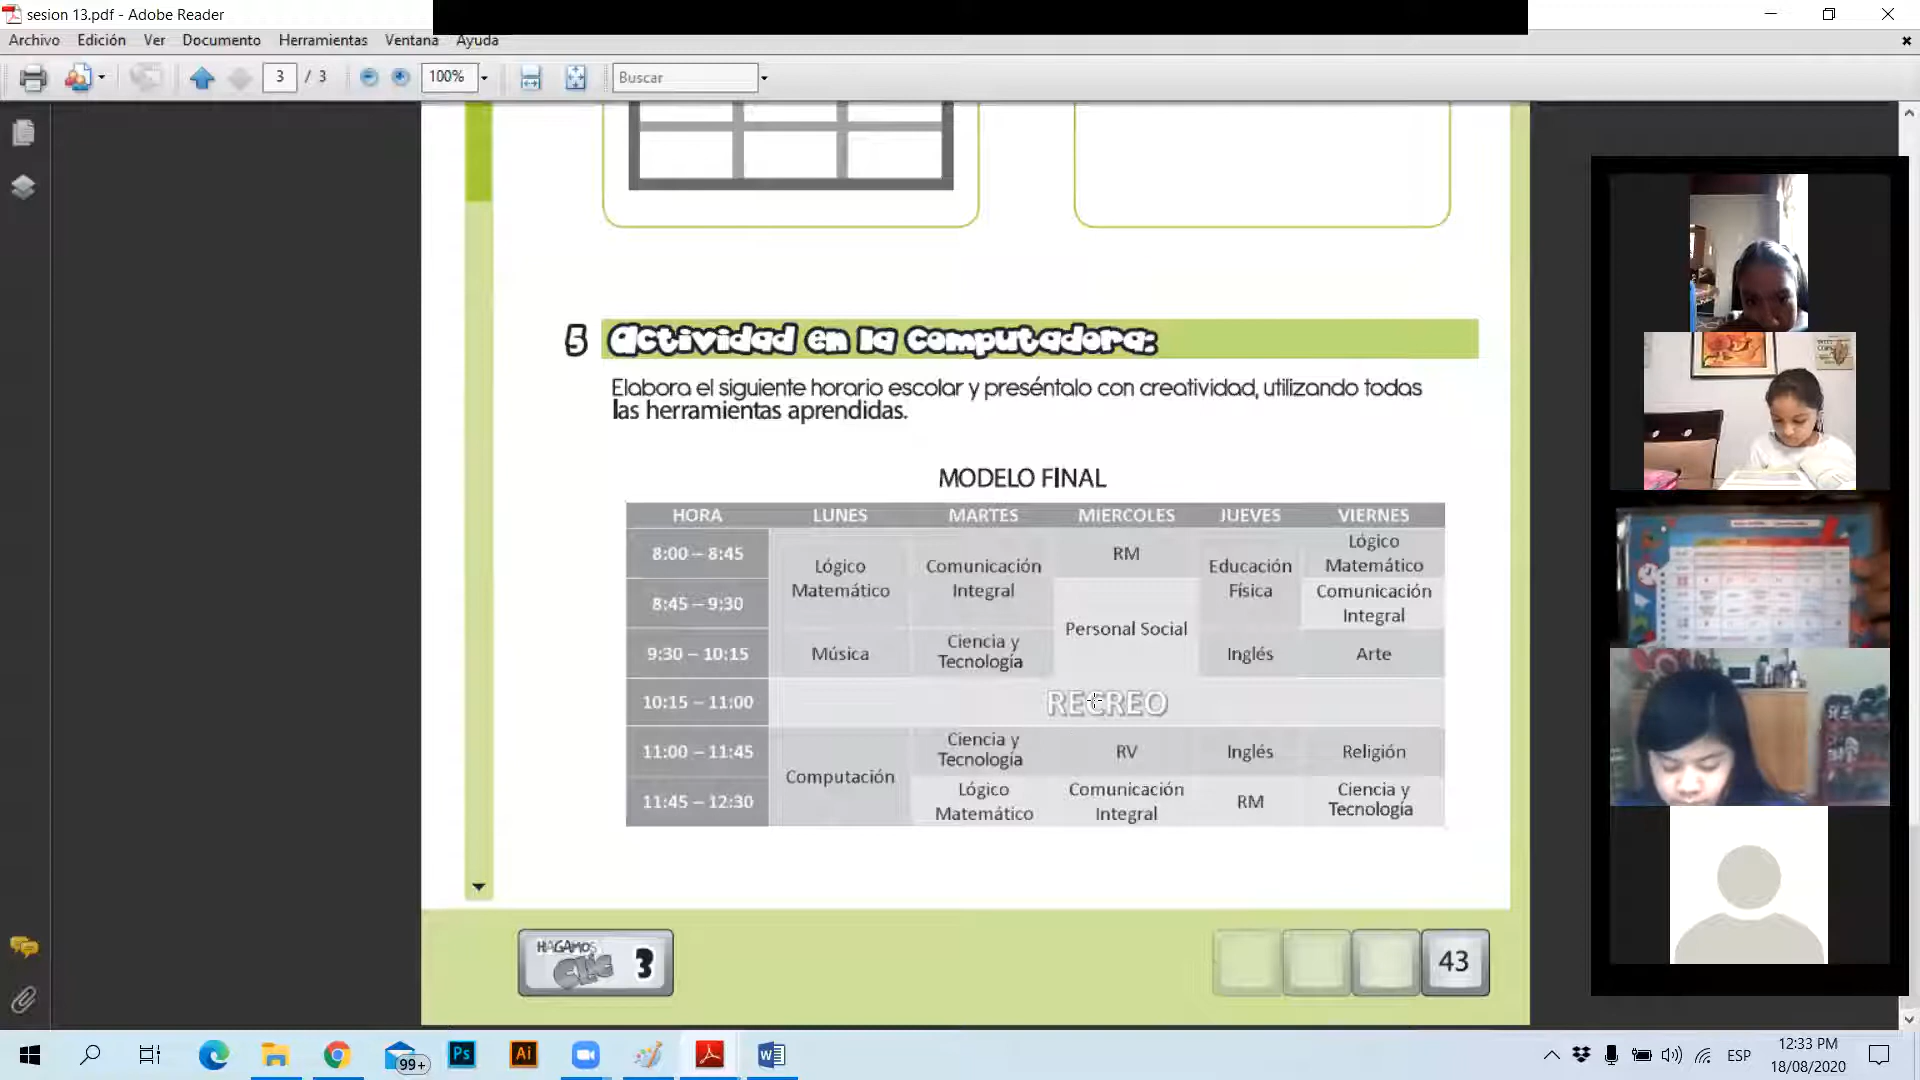 sesion 13.pdf - Adobe Reader
Archivo Edición Ver Documento Herramientas Ventana Ayuda
3 / 3 100% Buscar
5 Actividad en la computadora:
Elabora el siguiente horario escolar y preséntalo con creatividad, utilizando todas
las herramientas aprendidas.
MODELO FINAL
HORA LUNES MARTES MIERCOLES JUEVES VIERNES
8:00 – 8:45 Lógico Matemático Comunicación Integral RM Educación Física Lógico Matemático
8:45 – 9:30 Personal Social Comunicación Integral
9:30 – 10:15 Música Ciencia y Tecnología Inglés Arte
10:15 – 11:00 RECREO
11:00 – 11:45 Computación Ciencia y Tecnología RV Inglés Religión
11:45 – 12:30 Lógico Matemático Comunicación Integral RM Ciencia y Tecnología
HAGAMOS
CLIC 3
43
99+ Ps Ai ESP 12:33 PM
18/08/2020